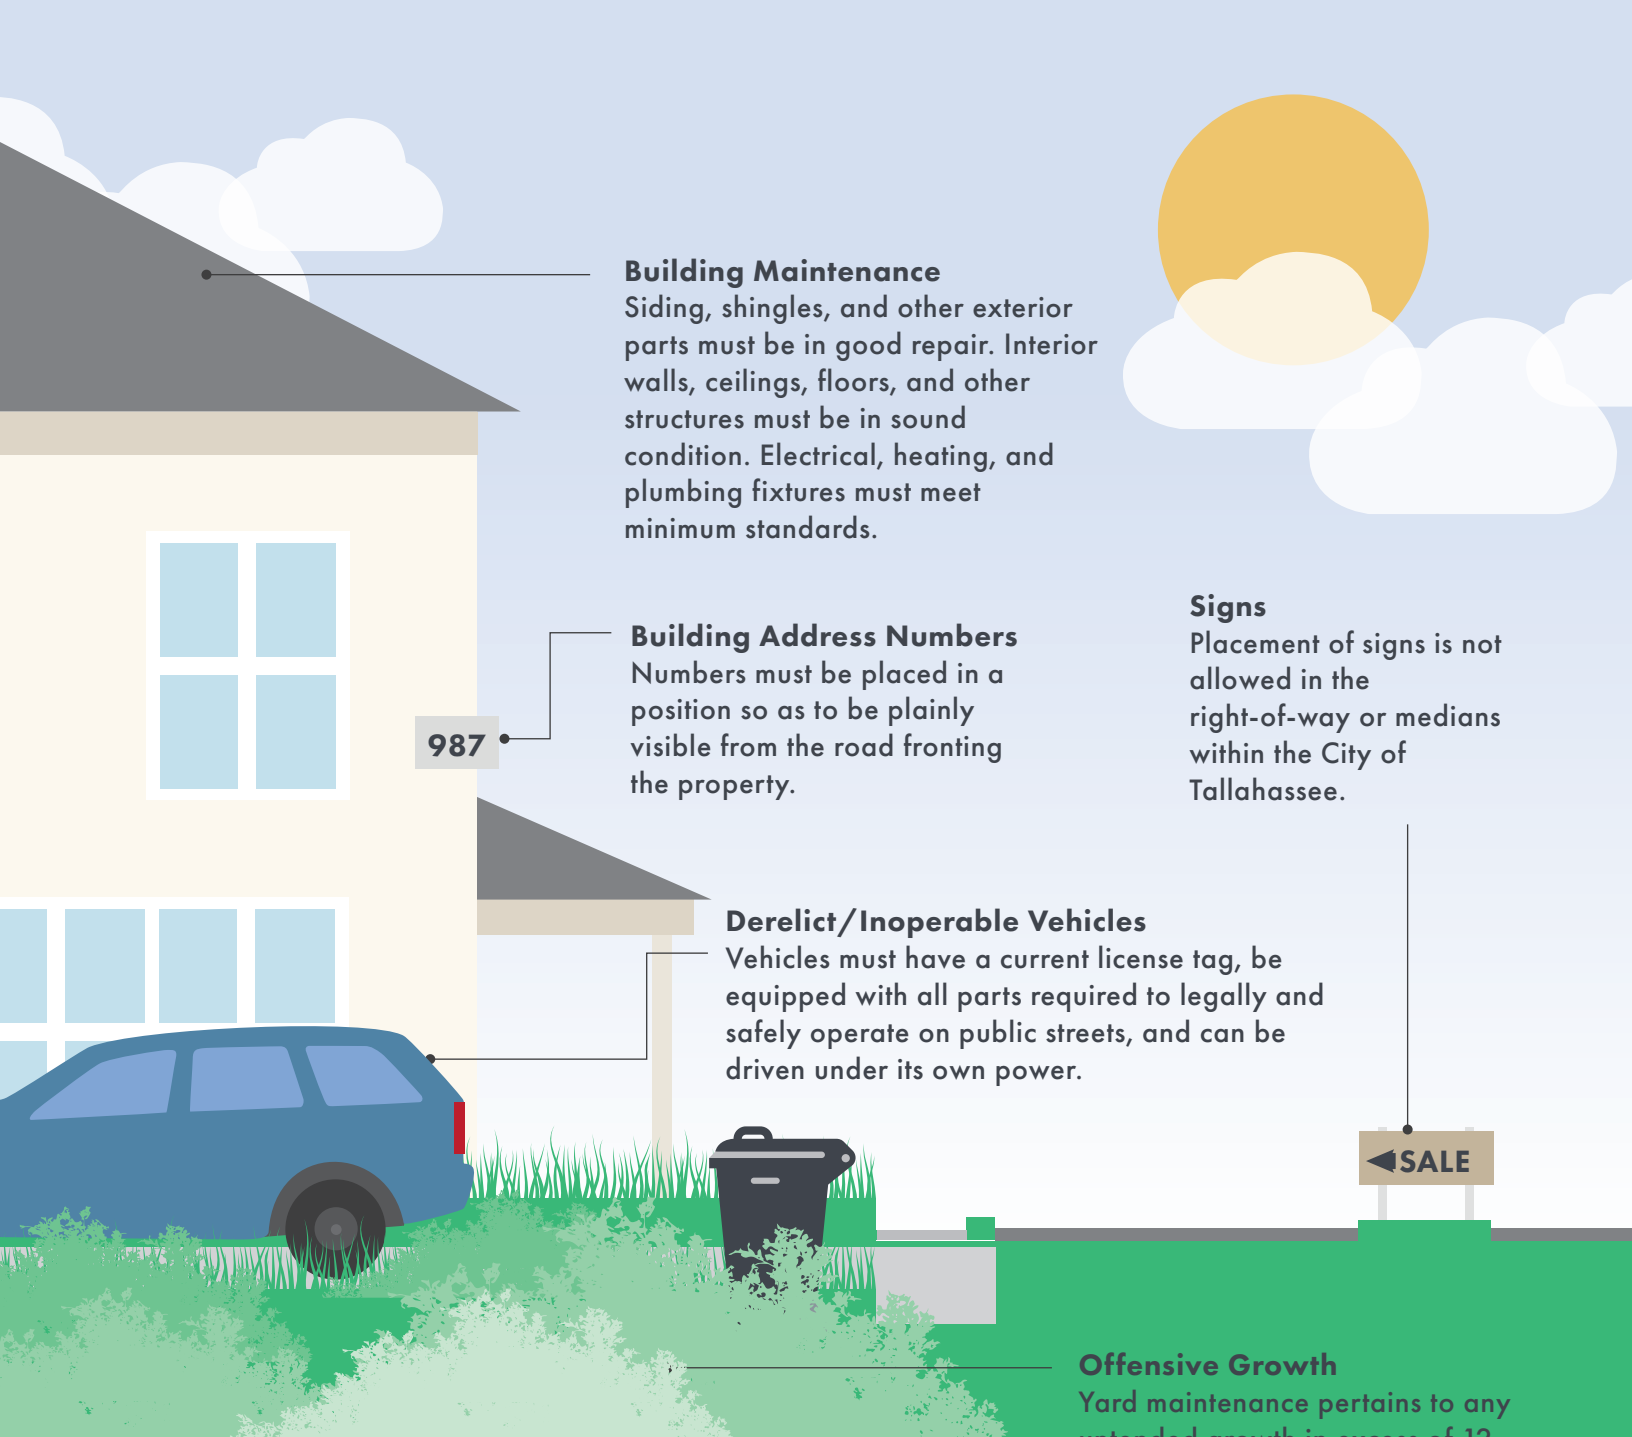 Building Maintenance
Siding, shingles, and other exterior
parts must be in good repair. Interior
walls, ceilings, floors, and other
structures must be in sound
condition. Electrical, heating, and
plumbing fixtures must meet
minimum standards.
Building Address Numbers
Numbers must be placed in a
position so as to be plainly
visible from the road fronting
the property.
987
Signs
Placement of signs is not
allowed in the
right-of-way or medians
within the City of
Tallahassee.
Derelict/Inoperable Vehicles
Vehicles must have a current license tag, be
equipped with all parts required to legally and
safely operate on public streets, and can be
driven under its own power.
SALE
Offensive Growth
Yard maintenance pertains to any
untended growth in excess of 12